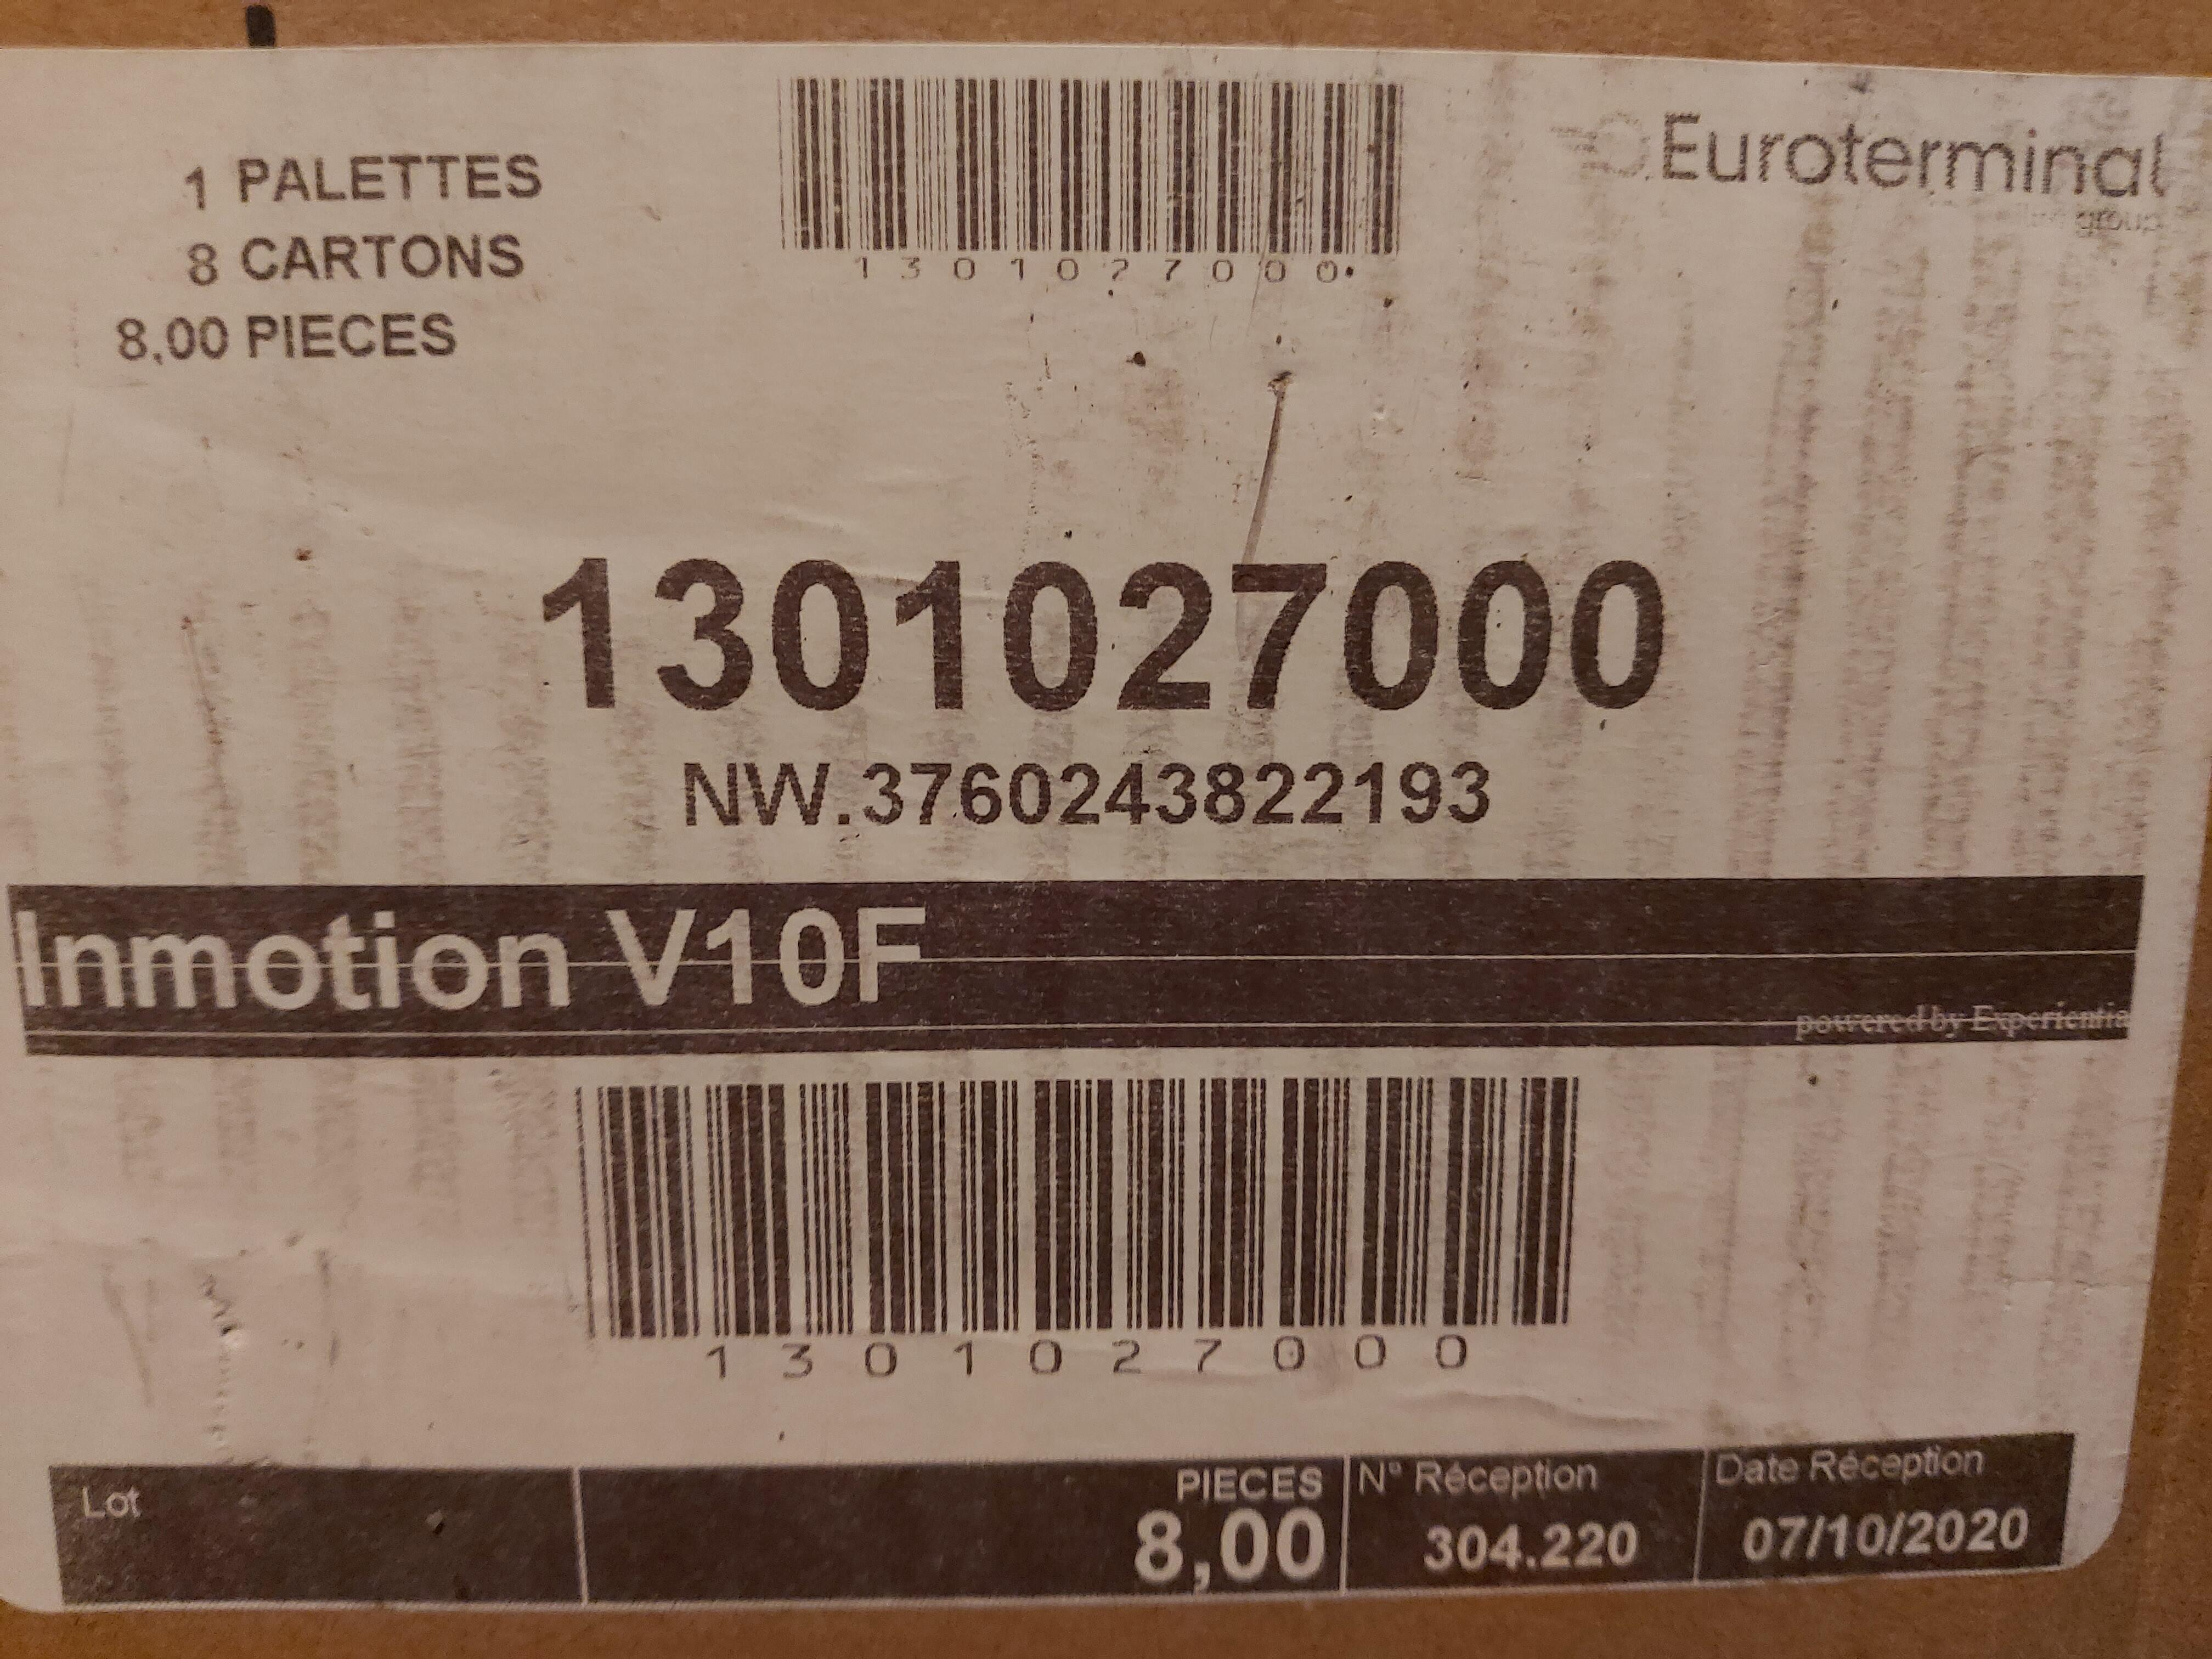 1 PALETTES
8 CARTONS
8,00 PIECES
1301027000
Euroterminal
group
1301027000
NW.3760243822193
Inmotion V10F
powered by Experientia
1301027000
Lot
PIECES
8,00
N° Réception
304.220
Date Réception
07/10/2020